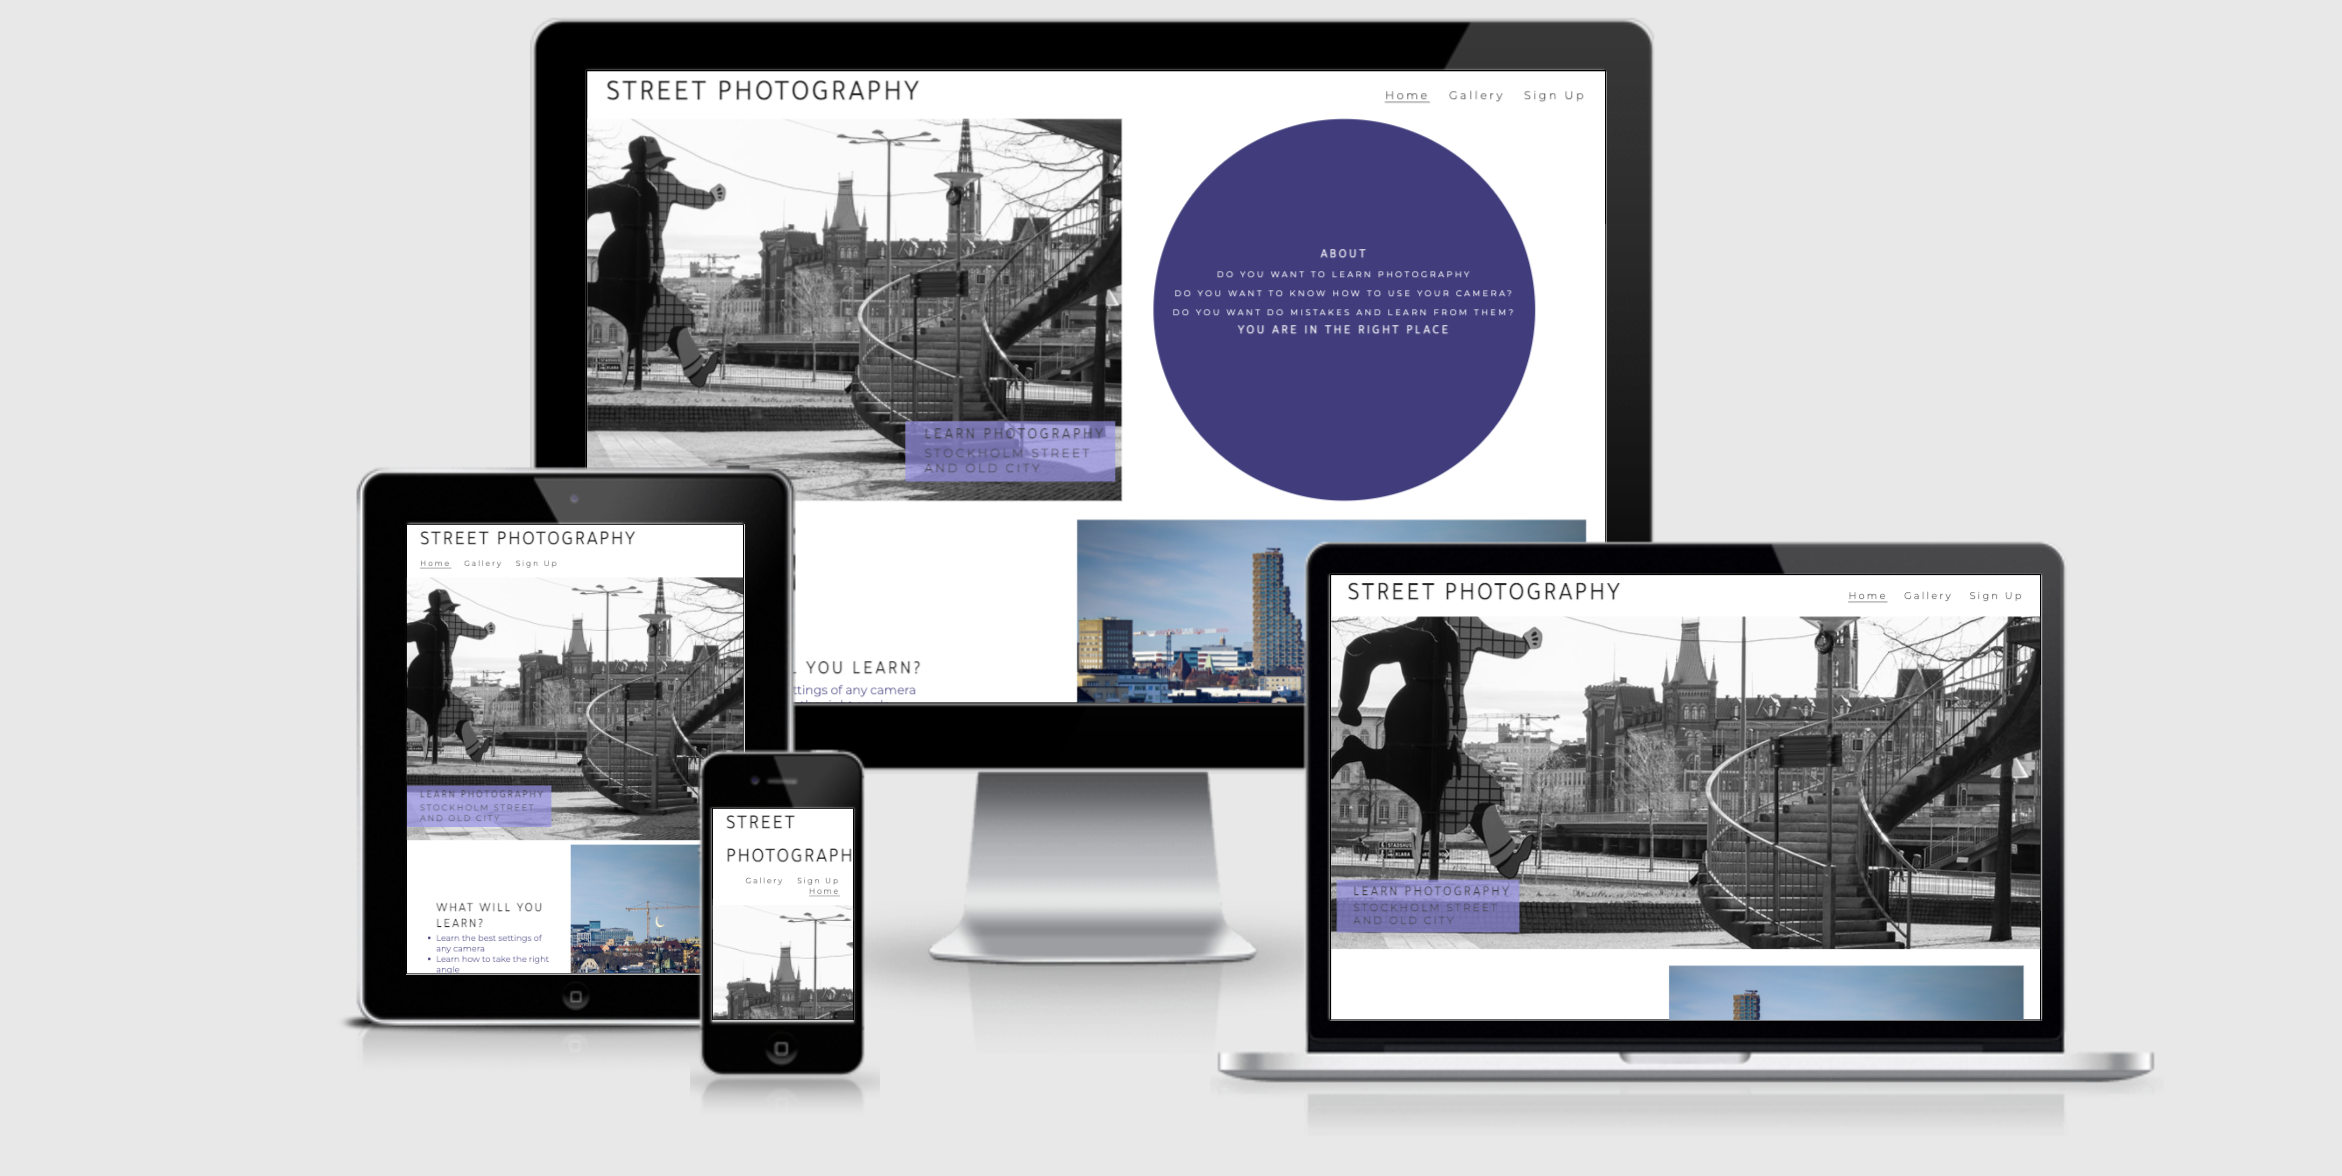 STREET PHOTOGRAPHY
Home Gallery Sign Up
ABOUT
DO YOU WANT TO LEARN PHOTOGRAPHY
DO YOU WANT TO KNOW HOW TO USE YOUR CAMERA?
DO YOU WANT DO MISTAKES AND LEARN FROM THEM?
YOU ARE IN THE RIGHT PLACE
LEARN PHOTOGRAPHY
STOCKHOLM STREET
AND OLD CITY
YOU LEARN?
ttings of any camera
STREET PHOTOGRAPHY
Home Gallery Sign Up
LEARN PHOTOGRAPHY
STOCKHOLM STREET
AND OLD CITY
WHAT WILL YOU
LEARN?
• Learn the best settings of
any camera
• Learn how to take the right
angle
STREET
PHOTOGRAPH
Gallery Sign Up
Home
STREET PHOTOGRAPHY
Home Gallery Sign Up
STADSHUS
KLARA
LEARN PHOTOGRAPHY
STOCKHOLM STREET
AND OLD CITY